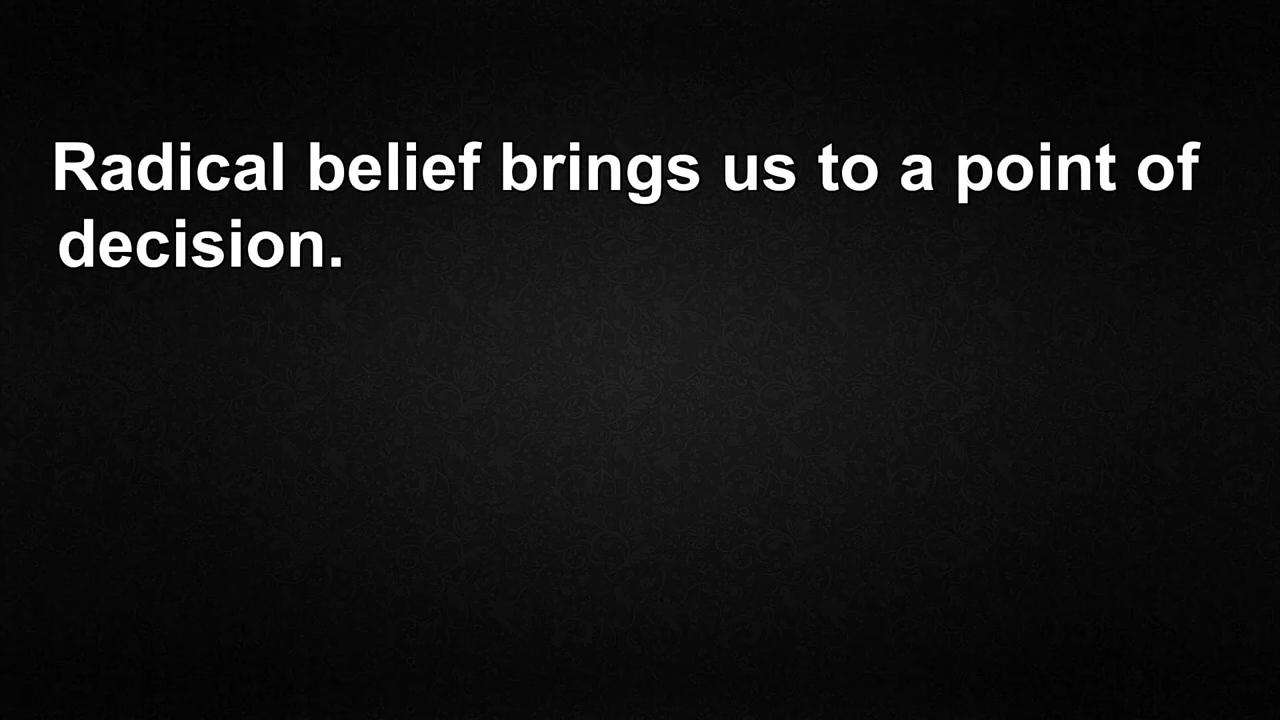 Radical belief brings us to a point of
decision.